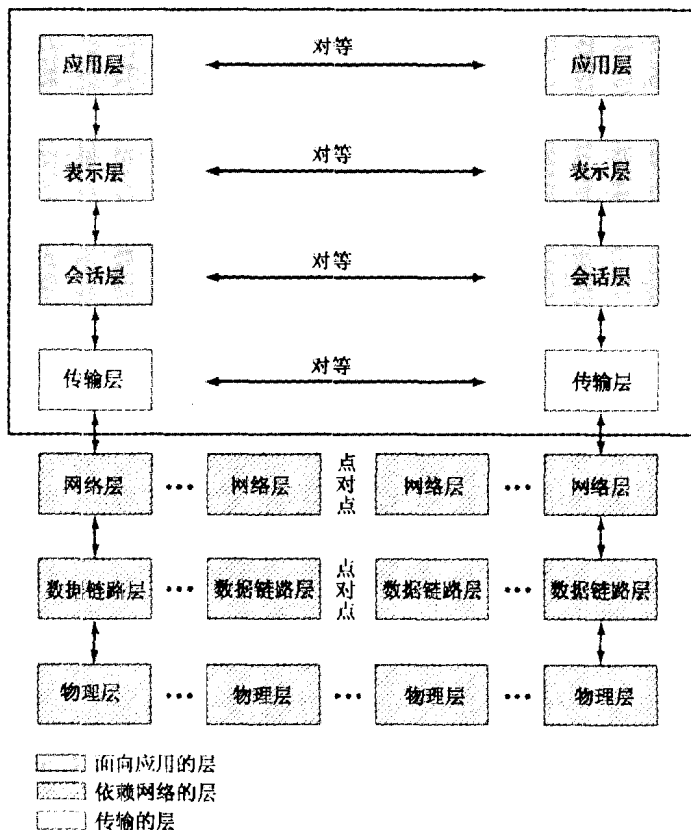 对等
应用层 应用层
对等
表示层 表示层
对等
会话层 会话层
对等
传输层 传输层
网络层 ••• 网络层 点对点 网络层 ••• 网络层
数据链路层 ••• 数据链路层 点对点 数据链路层 ••• 数据链路层
物理层 ••• 物理层 ••• 物理层 ••• 物理层
面向应用的层
依赖网络的层
传输的层